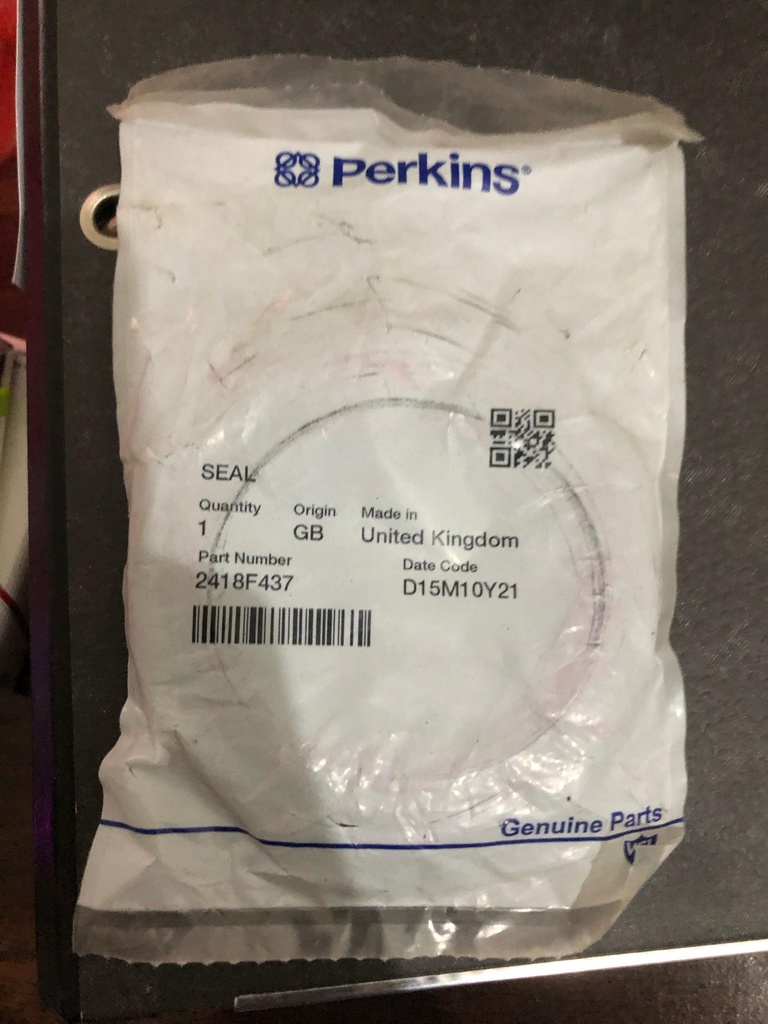 Perkins®
SEAL
Quantity Origin Made in
1 GB United Kingdom
Part Number Date Code
2418F437 D15M10Y21
Genuine Parts